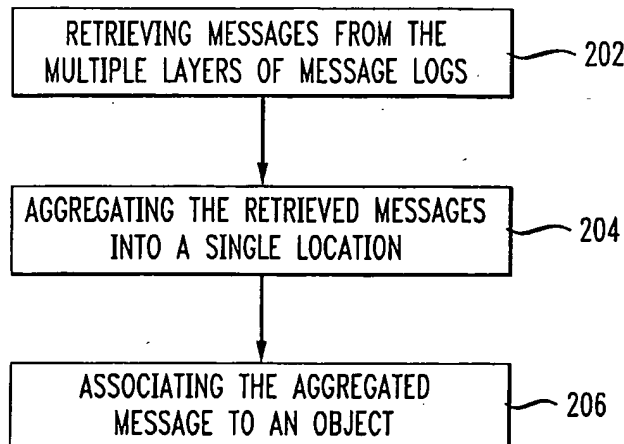 RETRIEVING MESSAGES FROM THE
MULTIPLE LAYERS OF MESSAGE LOGS
202
AGGREGATING THE RETRIEVED MESSAGES
INTO A SINGLE LOCATION
204
ASSOCIATING THE AGGREGATED
MESSAGE TO AN OBJECT
206